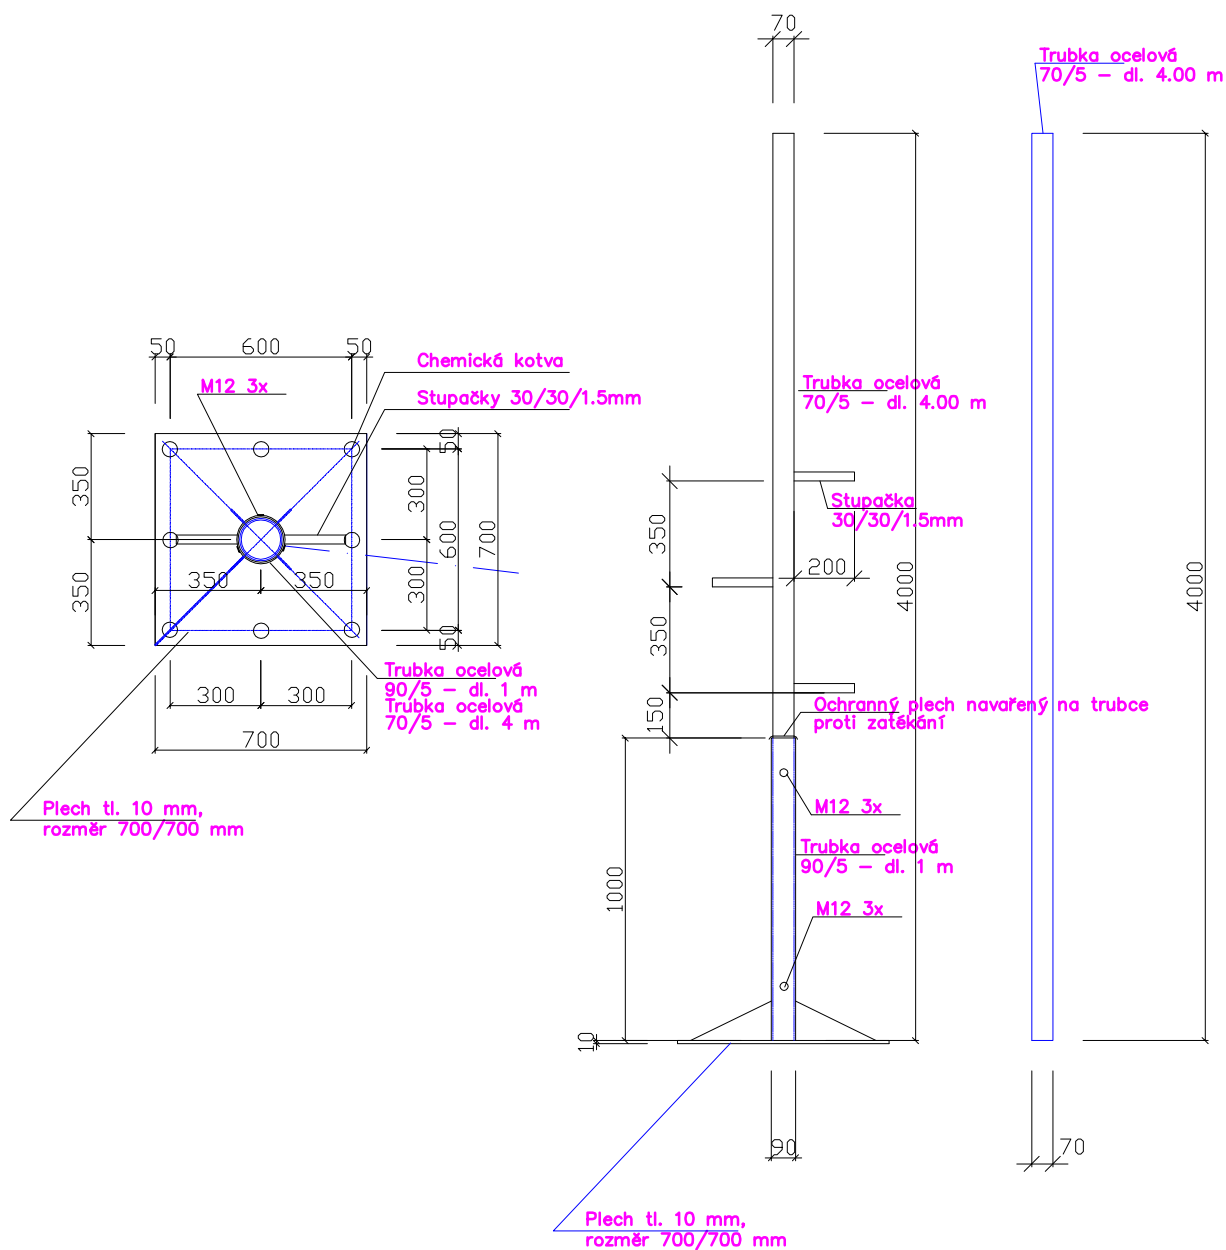 70
Trubka ocelová
70/5 – dl. 4.00 m
50
600
50
Chemická kotva
M12 3x
Stupačky 30/30/1.5mm
Trubka ocelová
70/5 – dl. 4.00 m
350
350
50
300
600
700
300
50
350
350
Stupačka
30/30/1.5mm
350
200
4000
4000
350
150
Trubka ocelová
90/5 – dl. 1 m
Trubka ocelová
70/5 – dl. 4 m
300
300
700
Ochranný plech navařený na trubce
proti zatékání
Plech tl. 10 mm,
rozměr 700/700 mm
M12 3x
Trubka ocelová
90/5 – dl. 1 m
1000
M12 3x
10
90
70
Plech tl. 10 mm,
rozměr 700/700 mm